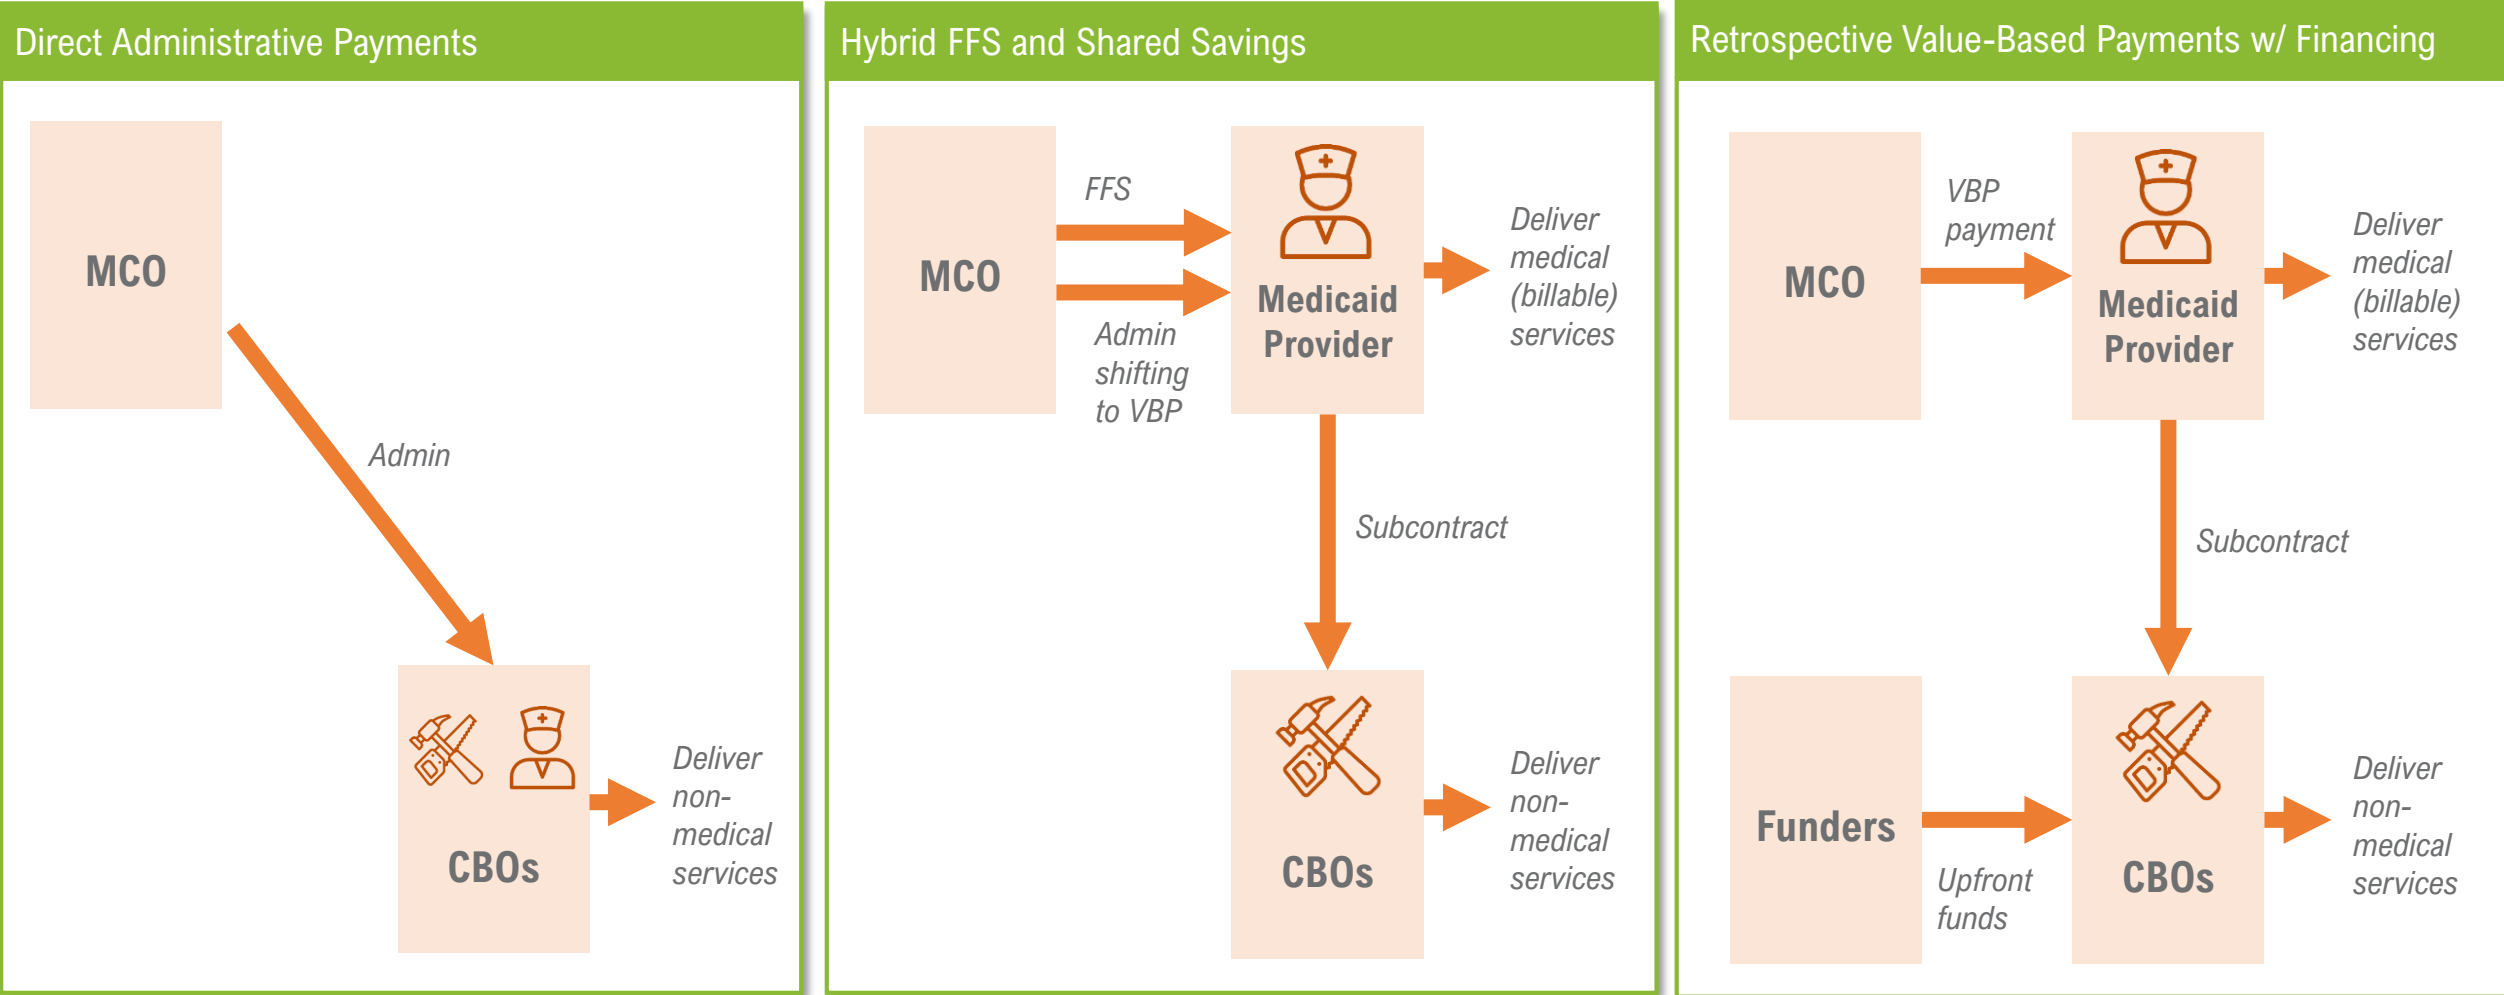 Direct Administrative Payments
MCO
Admin
CBOs
Deliver
non-
medical
services
Hybrid FFS and Shared Savings
MCO
FFS
Admin
shifting
to VBP
Medicaid
Provider
Deliver
medical
(billable)
services
Subcontract
CBOs
Deliver
non-
medical
services
Retrospective Value-Based Payments w/ Financing
MCO
VBP
payment
Medicaid
Provider
Deliver
medical
(billable)
services
Subcontract
Funders
Upfront
funds
CBOs
Deliver
non-
medical
services